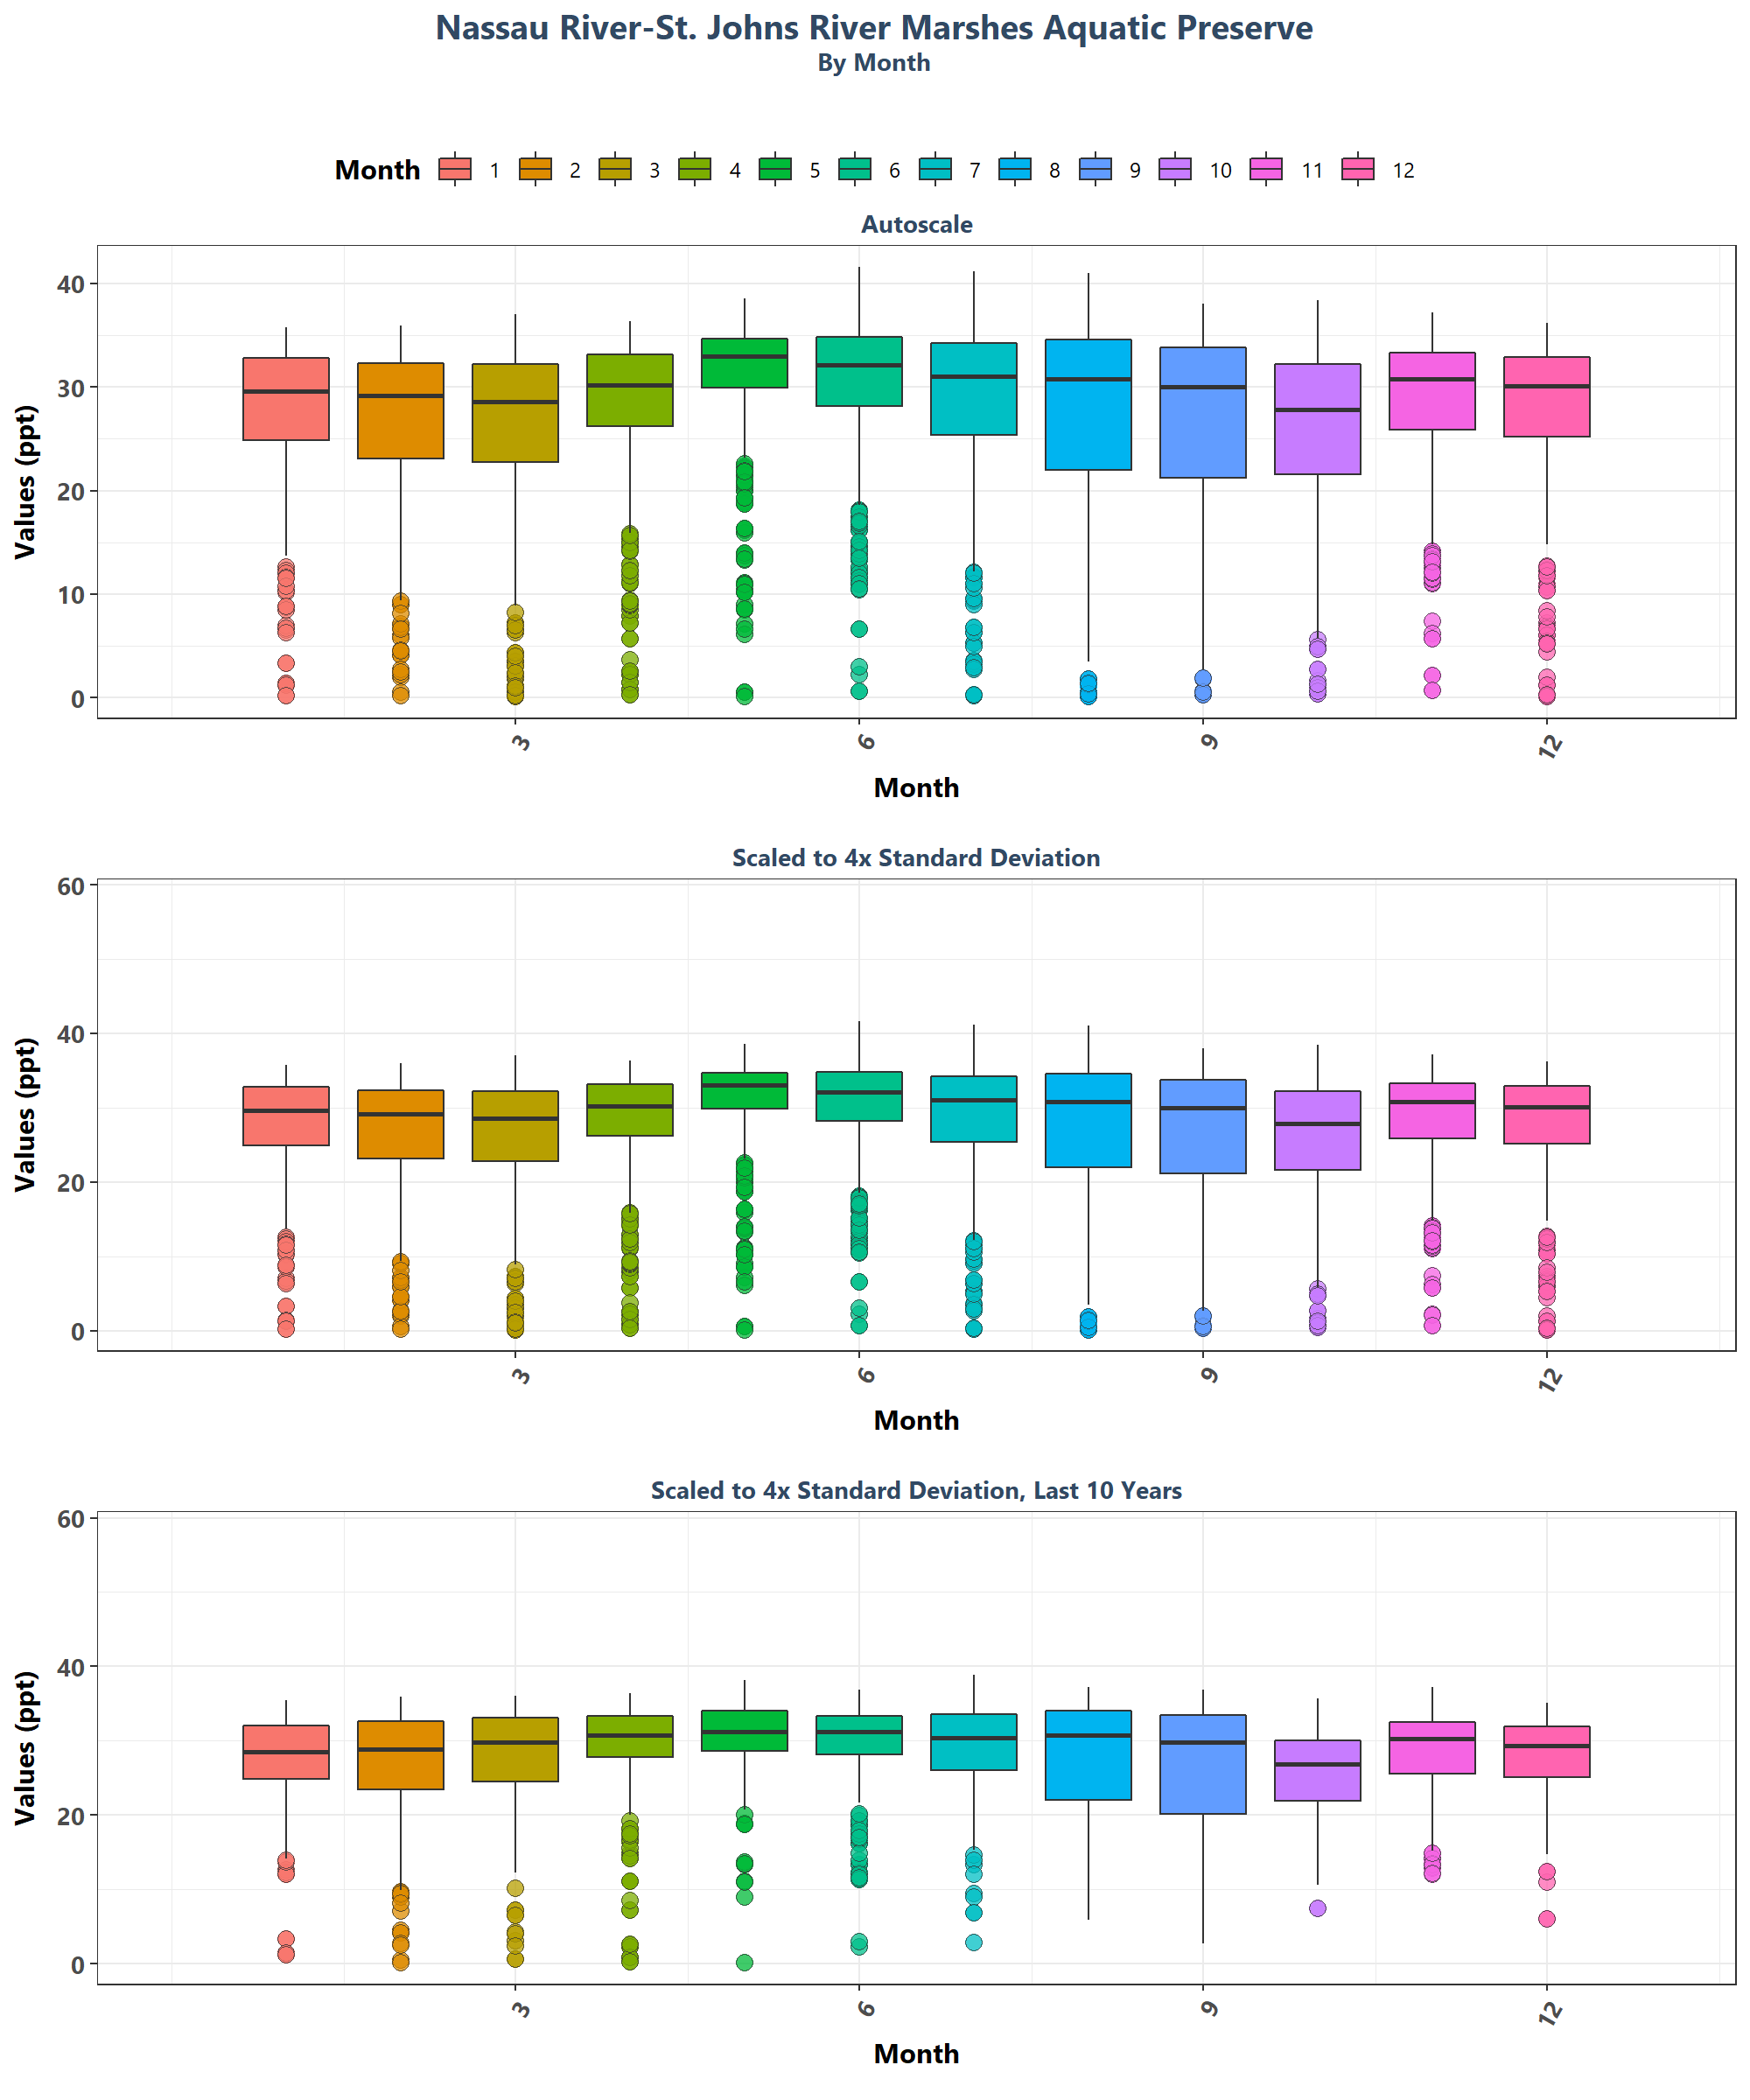 Nassau River-St. Johns River Marshes Aquatic Preserve
By Month
Month 1 2 3 4 5 6 7 8 9 10 11 12
Autoscale
Values (ppt)
40
30
20
10
0
3 6 9 12
Month
Scaled to 4x Standard Deviation
Values (ppt)
60
40
20
0
3 6 9 12
Month
Scaled to 4x Standard Deviation, Last 10 Years
Values (ppt)
60
40
20
0
3 6 9 12
Month